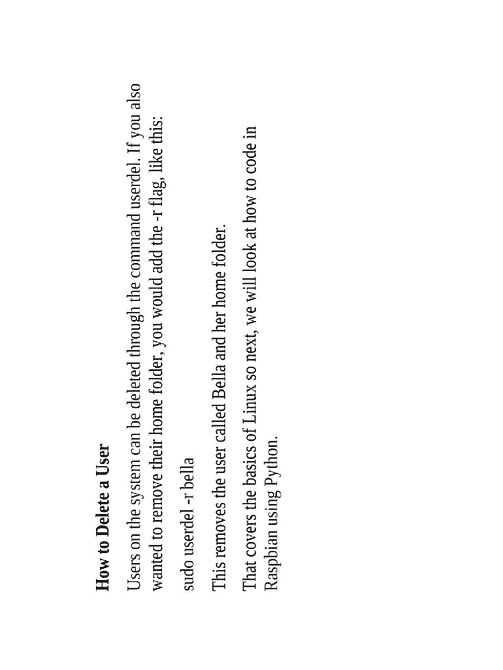 How to Delete a User
Users on the system can be deleted through the command userdel. If you also
wanted to remove their home folder, you would add the -r flag, like this:
sudo userdel -r bella
This removes the user called Bella and her home folder.
That covers the basics of Linux so next, we will look at how to code in
Raspbian using Python.